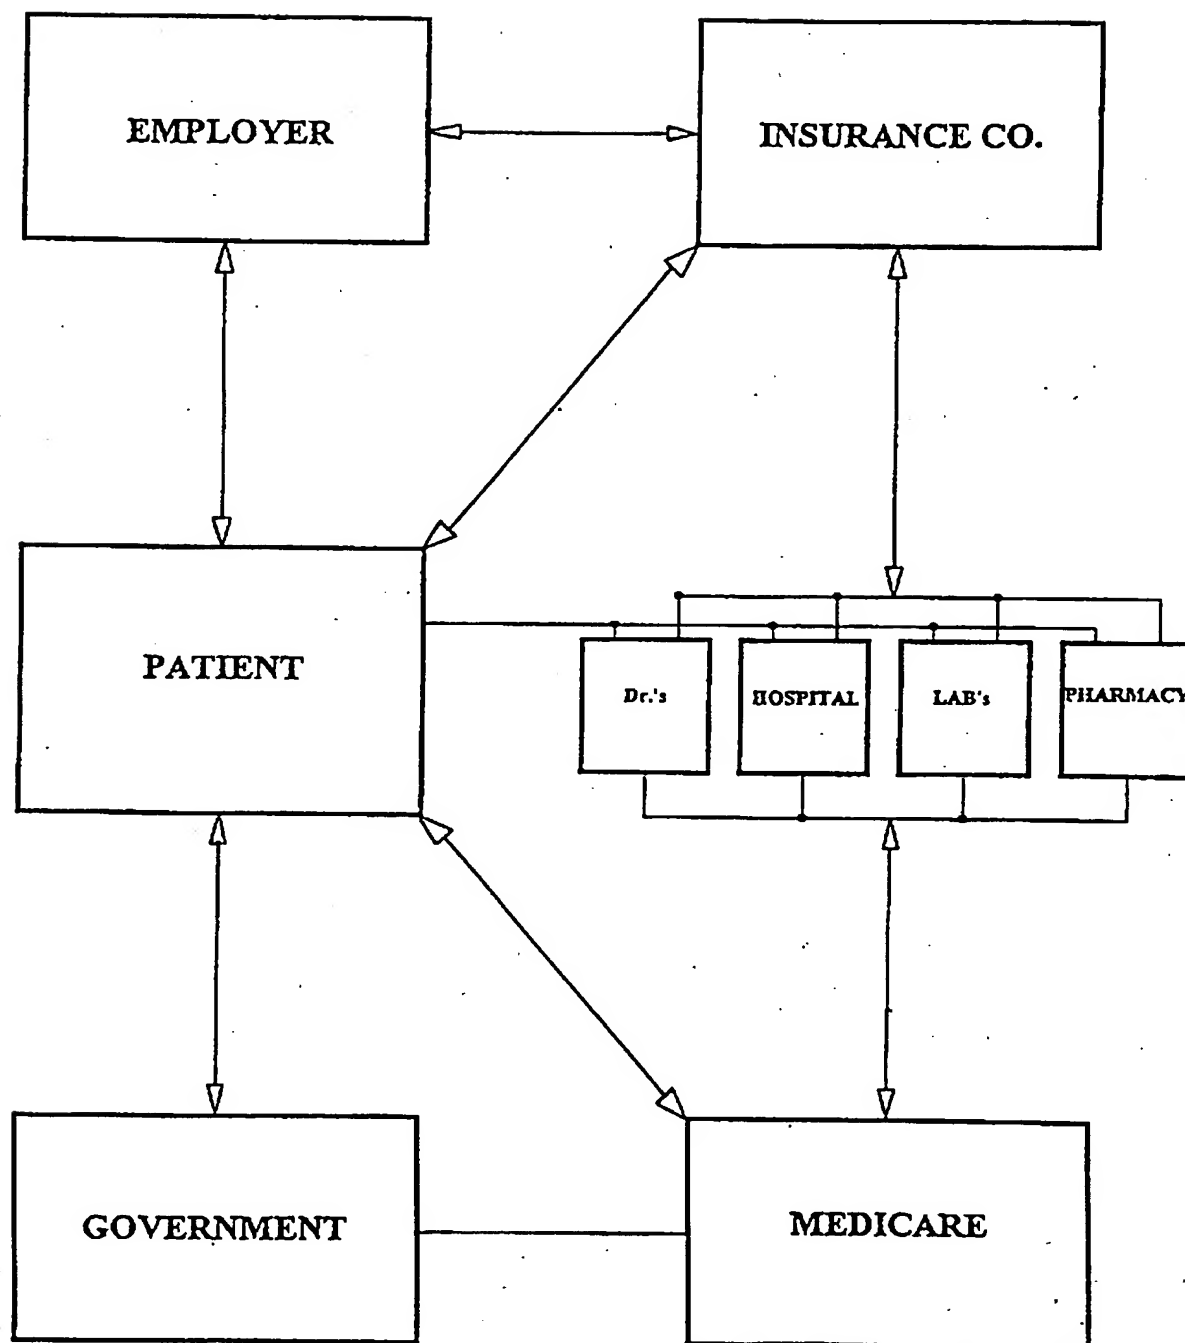 EMPLOYER
INSURANCE CO.
PATIENT
Dr.'s
HOSPITAL
LAB's
PHARMACY
GOVERNMENT
MEDICARE